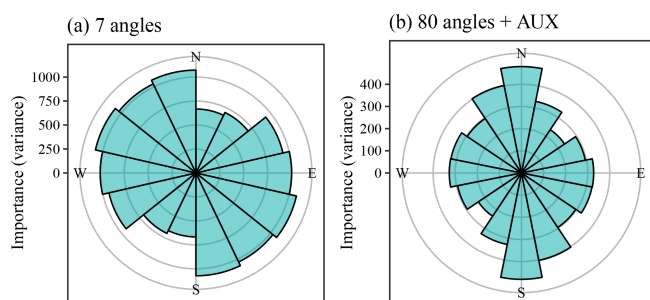 (a) 7 angles
Importance (variance)
1000
750
500
250
0
N
W
E
S
(b) 80 angles + AUX
Importance (variance)
400
300
200
100
0
N
W
E
S